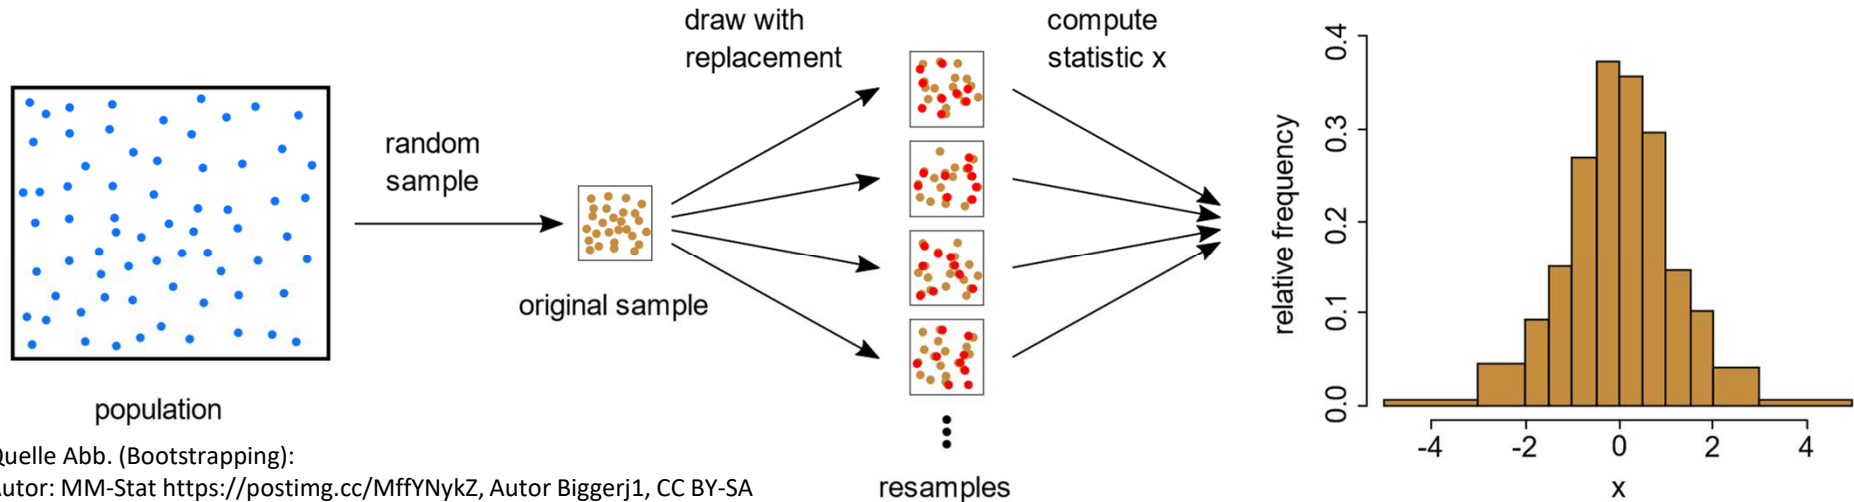 draw with
replacement
compute
statistic x
random
sample
original sample
population
resamples
relative frequency
0.4
0.3
0.2
0.1
0.0
-4
-2
0
2
4
x
Quelle Abb. (Bootstrapping):
Autor: MM-Stat https://postimg.cc/MffYNykZ, Autor Biggerj1, CC BY-SA